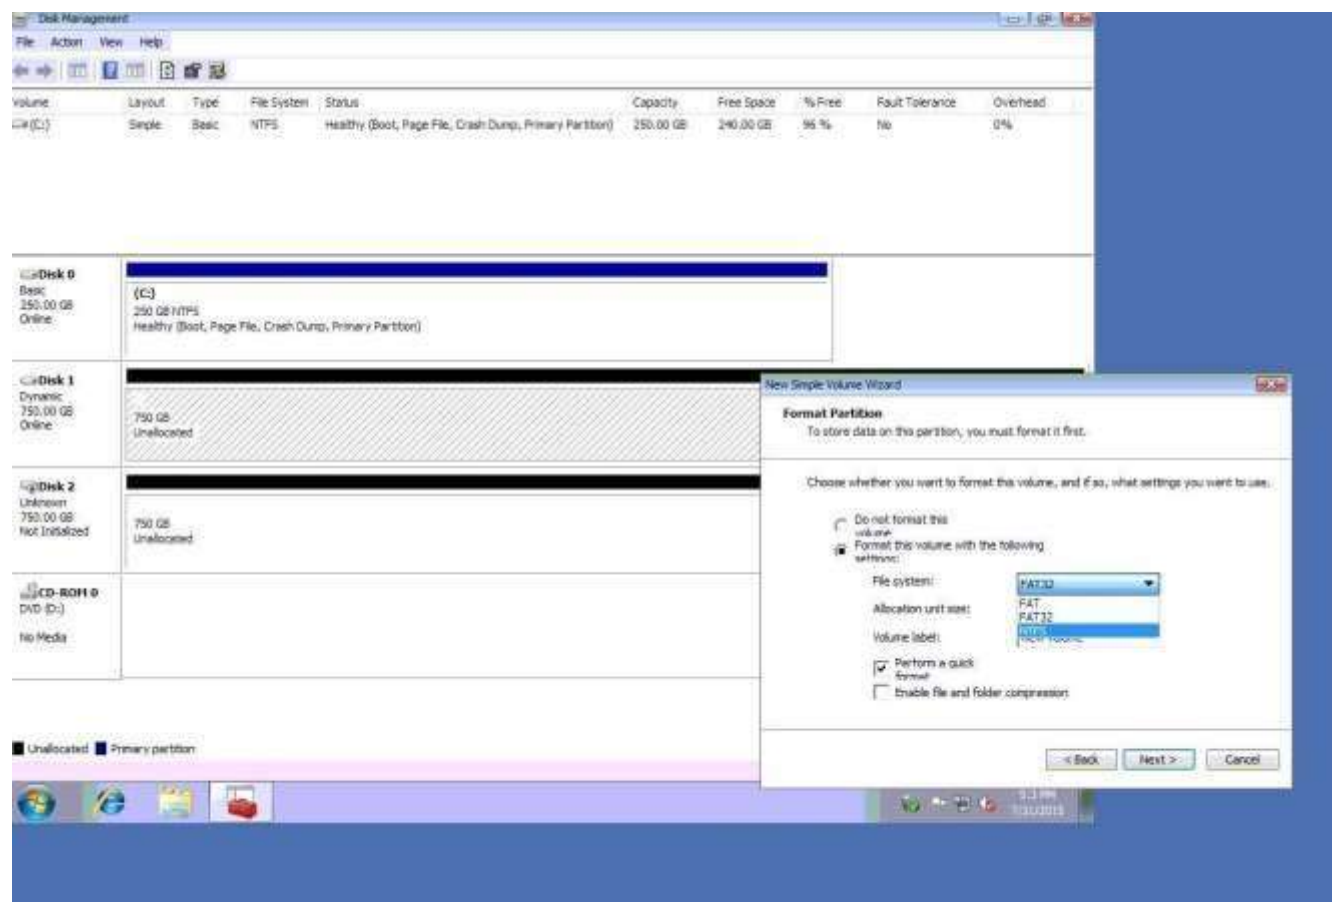 Disk Management
File Action View Help
Volume Layout Type File System Status Capacity Free Space % Free Fault Tolerance Overhead
(C:) Simple Basic NTFS Healthy (Boot, Page File, Crash Dump, Primary Partition) 250.00 GB 240.00 GB 96 % No 0%
Disk 0
Basic
250.00 GB
Online
(C:)
250 GB NTFS
Healthy (Boot, Page File, Crash Dump, Primary Partition)
Disk 1
Dynamic
750.00 GB
Online
750 GB
Unallocated
Disk 2
Unknown
750.00 GB
Not Initialized
750 GB
Unallocated
CD-ROM 0
DVD (D:)
No Media
Unallocated Primary partition
New Simple Volume Wizard
Format Partition
To store data on this partition, you must format it first.
Choose whether you want to format this volume, and if so, what settings you want to use.
Do not format this
volume
Format this volume with the following
settings:
File system: FAT32
FAT
Allocation unit size: FAT32
NTFS
Volume label: New Volume
Perform a quick
format
Enable file and folder compression
< Back Next > Cancel